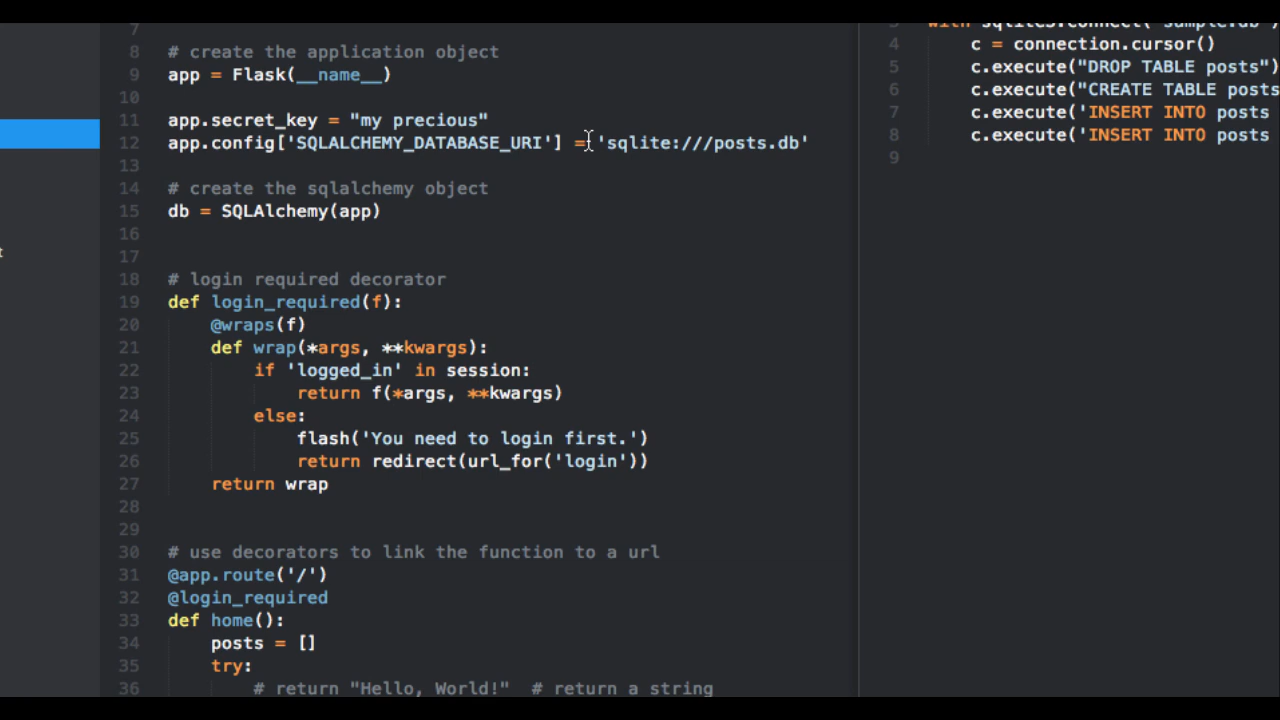 7
8 # create the application object
9 app = Flask(__name__)
10
11 app.secret_key = "my precious"
12 app.config['SQLALCHEMY_DATABASE_URI'] = 'sqlite:///posts.db'
13
14 # create the sqlalchemy object
15 db = SQLAlchemy(app)
16
17
18 # login required decorator
19 def login_required(f):
20     @wraps(f)
21     def wrap(*args, **kwargs):
22         if 'logged_in' in session:
23             return f(*args, **kwargs)
24         else:
25             flash('You need to login first.')
26             return redirect(url_for('login'))
27     return wrap
28
29
30 # use decorators to link the function to a url
31 @app.route('/')
32 @login_required
33 def home():
34     posts = []
35     try:
36         # return "Hello, World!"  # return a string
t
3 with sqlite3.connect("sample.db")
4     c = connection.cursor()
5     c.execute("DROP TABLE posts")
6     c.execute("CREATE TABLE posts
7     c.execute('INSERT INTO posts
8     c.execute('INSERT INTO posts
9